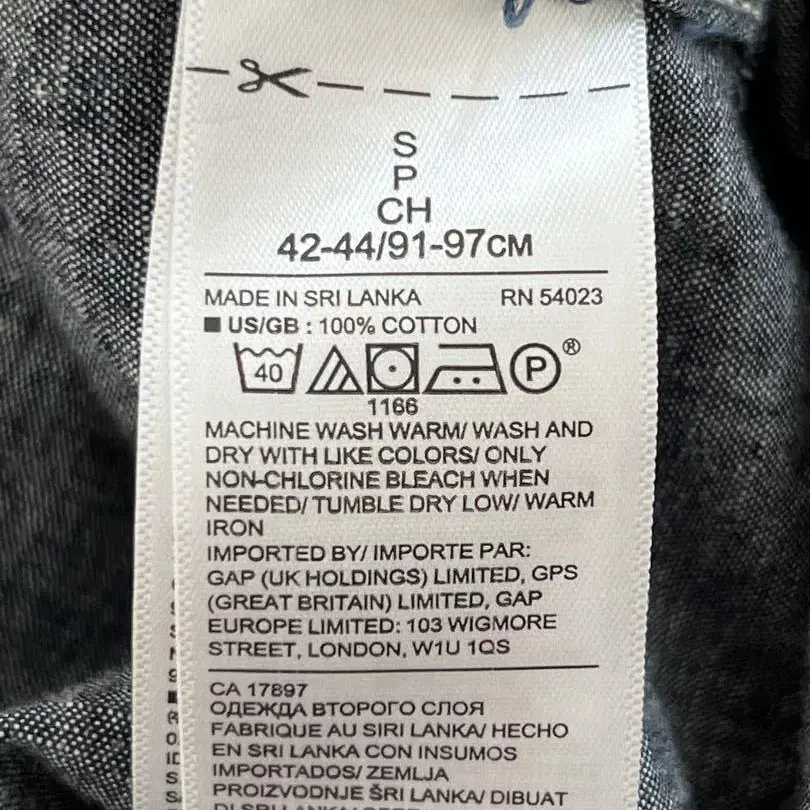 S
P
CH
42-44/91-97CM
MADE IN SRI LANKA RN 54023
US/GB : 100% COTTON
40 P®
1166
MACHINE WASH WARM/ WASH AND
DRY WITH LIKE COLORS/ ONLY
NON-CHLORINE BLEACH WHEN
NEEDED/ TUMBLE DRY LOW/ WARM
IRON
IMPORTED BY/ IMPORTE PAR:
GAP (UK HOLDINGS) LIMITED, GPS
(GREAT BRITAIN) LIMITED, GAP
EUROPE LIMITED: 103 WIGMORE
STREET, LONDON, W1U 1QS
CA 17897
ОДЕЖДА ВТОРОГО СЛОЯ
FABRIQUE AU SIRI LANKA/ HECHO
EN SRI LANKA CON INSUMOS
IMPORTADOS/ ZEMLJA
PROIZVODNJE ŠRI LANKA/ DIBUAT